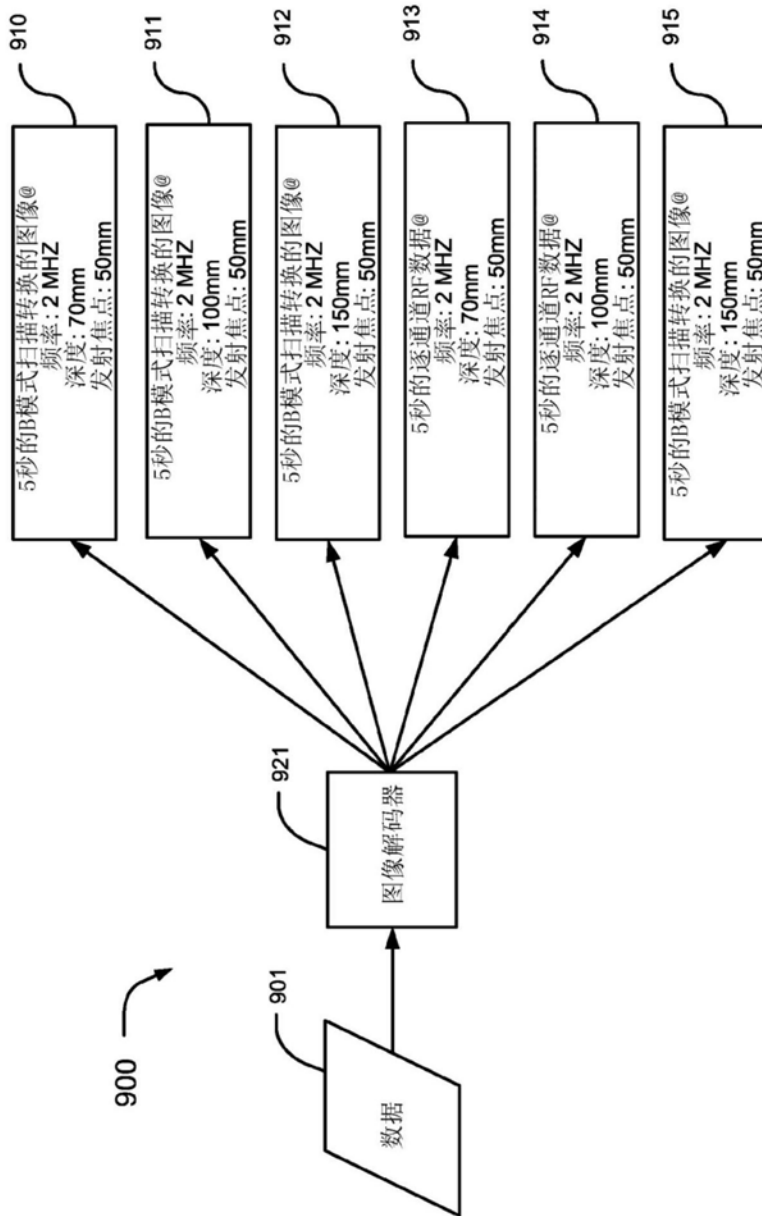 900
901
数据
921
图像解码器
910
5秒的B模式扫描转换的图像@
频率: 2 MHZ
深度: 70mm
发射焦点: 50mm
911
5秒的B模式扫描转换的图像@
频率: 2 MHZ
深度: 100mm
发射焦点: 50mm
912
5秒的B模式扫描转换的图像@
频率: 2 MHZ
深度: 150mm
发射焦点: 50mm
913
5秒的逐通道RF数据@
频率: 2 MHZ
深度: 70mm
发射焦点: 50mm
914
5秒的逐通道RF数据@
频率: 2 MHZ
深度: 100mm
发射焦点: 50mm
915
5秒的B模式扫描转换的图像@
频率: 2 MHZ
深度: 150mm
发射焦点: 50mm